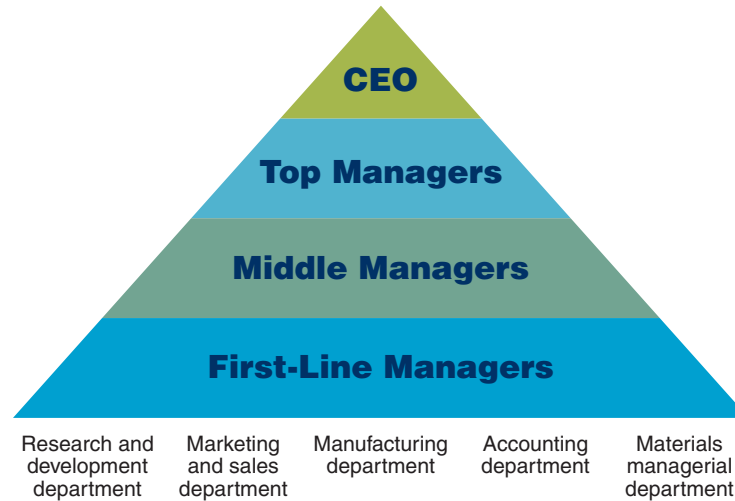 CEO
Top Managers
Middle Managers
First-Line Managers
Research and
development
department
Marketing
and sales
department
Manufacturing
department
Accounting
department
Materials
managerial
department